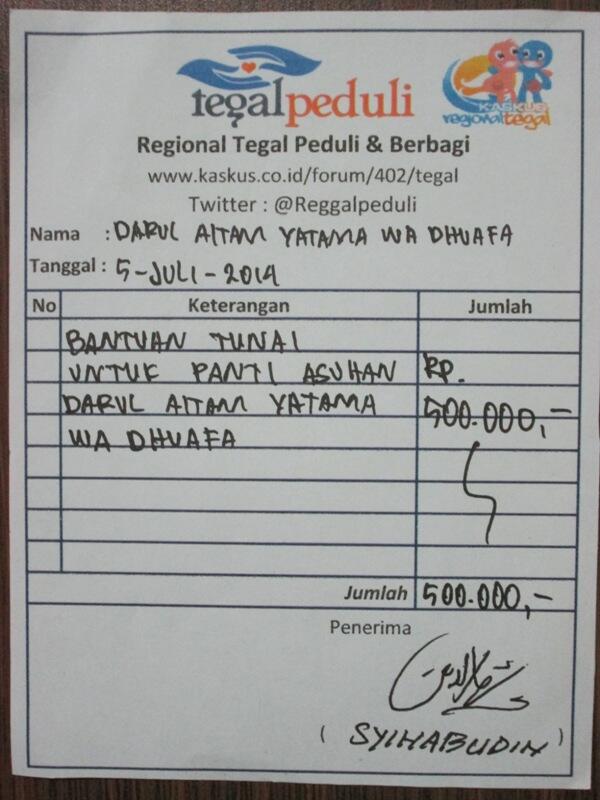 tegalpeduli
KASKUS
regionaltegal
Regional Tegal Peduli & Berbagi
www.kaskus.co.id/forum/402/tegal
Twitter : @Reggalpeduli
Nama : DARUL AITAM YATAMA WA DHUAFA
Tanggal : 5-JULI-2014
No Keterangan Jumlah
BANTUAN TUNAI
UNTUK PANTI ASUHAN RP.
DARUL AITAM YATAMA 500.000,-
WA DHUAFA
Jumlah 500.000,-
Penerima
( SYIHABUDIN )